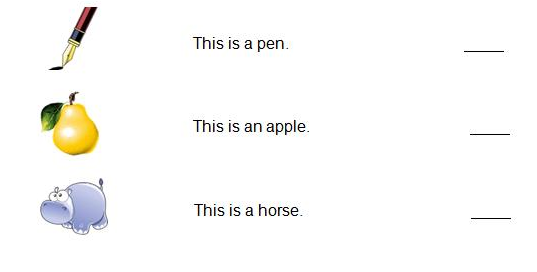 This is a pen.
This is an apple.
This is a horse.